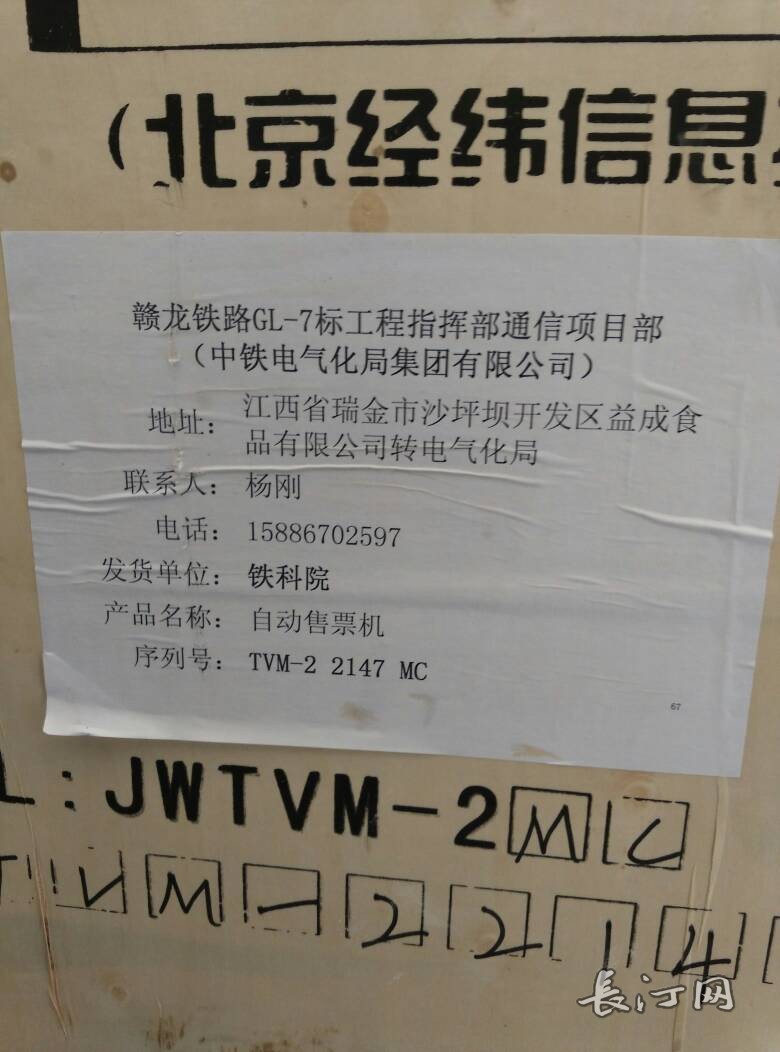 （北京经纬信息
赣龙铁路GL-7标工程指挥部通信项目部
（中铁电气化局集团有限公司）
地址：江西省瑞金市沙坪坝开发区益成食
品有限公司转电气化局
联系人：杨刚
电话：15886702597
发货单位：铁科院
产品名称：自动售票机
序列号：TVM-2 2147 MC
67
L：JWTVM-2MC
TVM-2214
長汀网